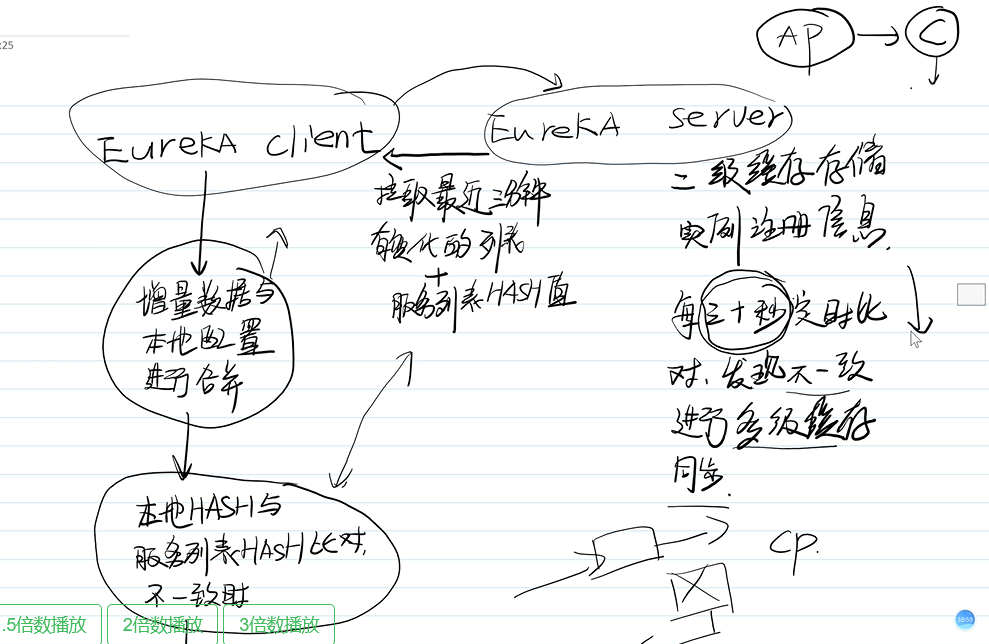 :25
AP
C
EurekA client
EurekA server
拉取最近三分钟
有变化的列表
+
服务列表HASH值
二级缓存存储
实例注册信息.
每三十秒定时比
对、发现不一致
进行多级缓存
同步.
增量数据与
本地配置
进行合并
本地HASH与
服务列表HASH比对,
不一致时
CP.
.5倍数播放
2倍数播放
3倍数播放
38:59